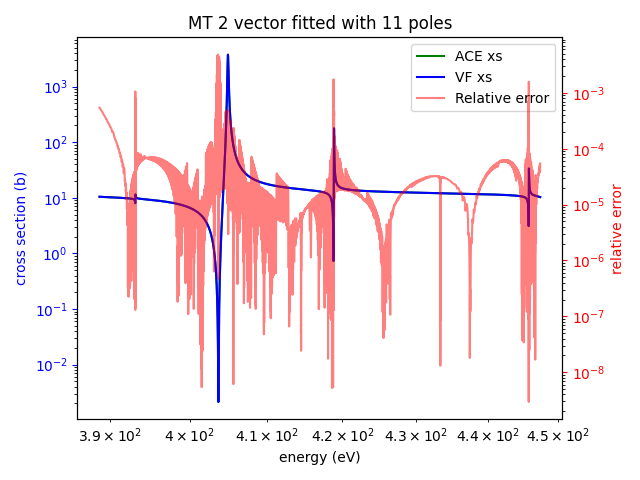 MT 2 vector fitted with 11 poles
ACE xs
VF xs
Relative error
cross section (b)
10³
10²
10¹
10⁰
10⁻¹
10⁻²
relative error
10⁻³
10⁻⁴
10⁻⁵
10⁻⁶
10⁻⁷
10⁻⁸
3.9 × 10² 4 × 10² 4.1 × 10² 4.2 × 10² 4.3 × 10² 4.4 × 10² 4.5 × 10²
energy (eV)